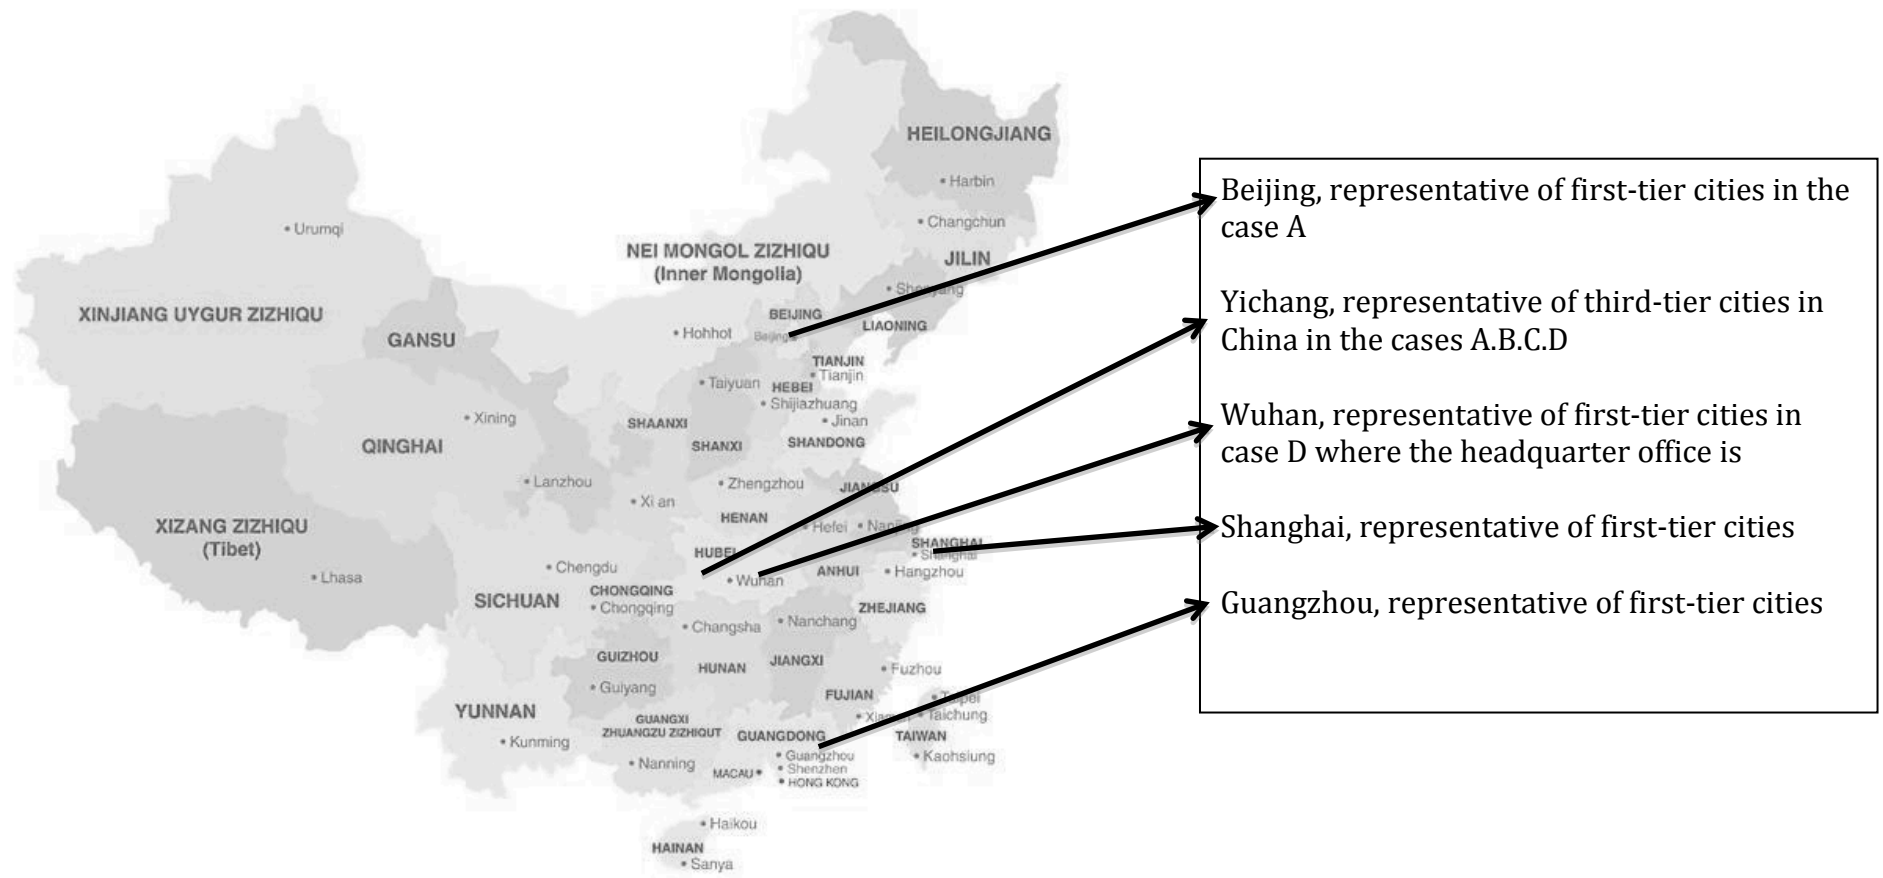 HEILONGJIANG
• Harbin
• Changchun
• Urumqi
NEI MONGOL ZIZHIQU
(Inner Mongolia)
JILIN
• Shenyang
XINJIANG UYGUR ZIZHIQU
BEIJING
LIAONING
GANSU
• Hohhot
Beijing
TIANJIN
• Tianjin
• Taiyuan
HEBEI
• Shijiazhuang
• Xining
SHAANXI
• Jinan
QINGHAI
SHANXI
SHANDONG
• Lanzhou
• Zhengzhou
JIANGSU
• Xi an
XIZANG ZIZHIQU
(Tibet)
HENAN
• Hefei
• Nanjing
HUBEI
SHANGHAI
• Shanghai
• Lhasa
• Chengdu
• Wuhan
ANHUI
• Hangzhou
SICHUAN
CHONGQING
• Chongqing
ZHEJIANG
• Changsha
• Nanchang
GUIZHOU
HUNAN
JIANGXI
• Fuzhou
• Guiyang
FUJIAN
• Taipei
YUNNAN
GUANGXI
ZHUANGZU ZIZHIQUT
• Taichung
• Kunming
GUANGDONG
TAIWAN
• Guangzhou
• Kaohsiung
• Nanning
MACAU •
• Shenzhen
• HONG KONG
• Haikou
HAINAN
• Sanya
Beijing, representative of first-tier cities in the
case A
Yichang, representative of third-tier cities in
China in the cases A.B.C.D
Wuhan, representative of first-tier cities in
case D where the headquarter office is
Shanghai, representative of first-tier cities
Guangzhou, representative of first-tier cities